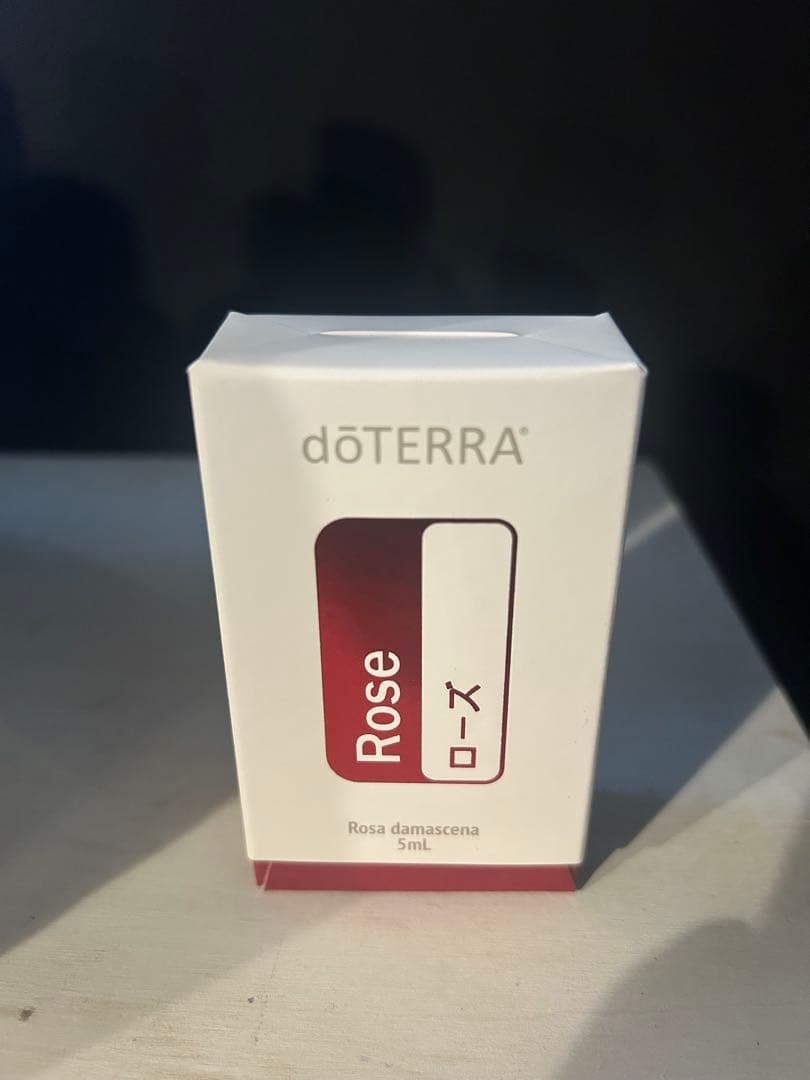 dōTERRA®
Rose
ローズ
Rosa damascena
5mL